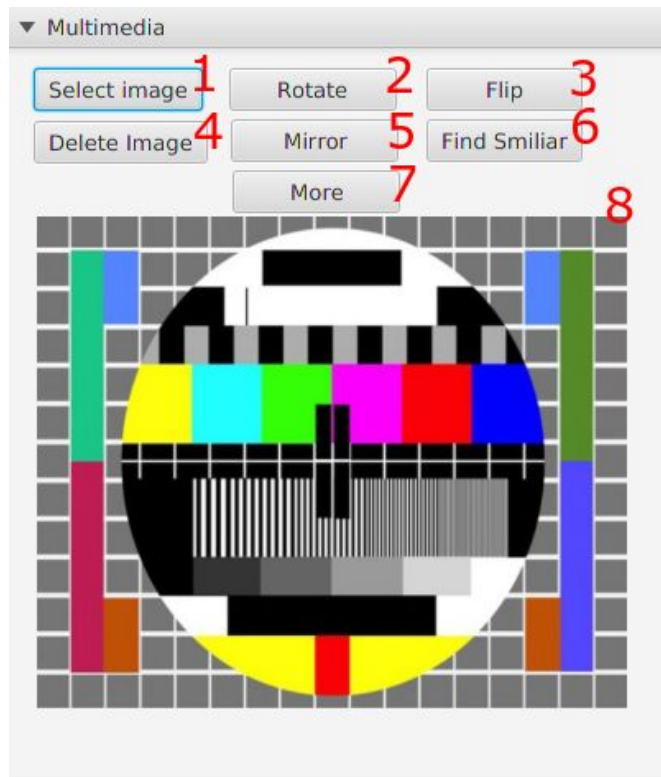 Multimedia
Select image 1 Rotate 2 Flip 3
Delete Image 4 Mirror 5 Find Smiliar 6
More 7
8